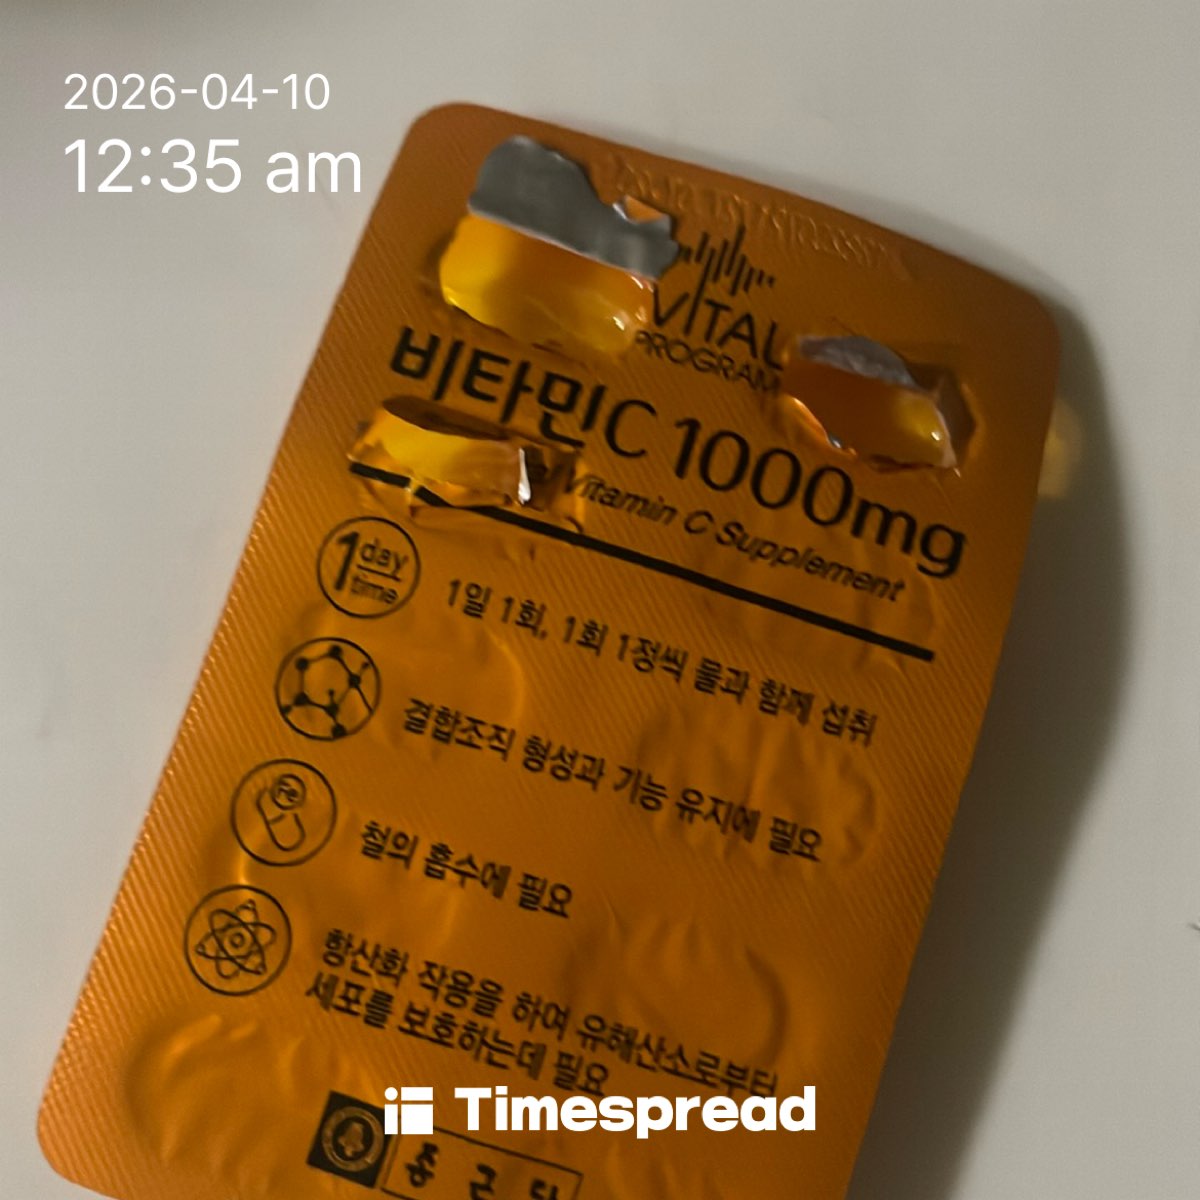 2026-04-10
12:35 am
VITAL
PROGRAM
비타민C 1000mg
Vitamin C Supplement
1 day
time
1일 1회, 1회 1정씩 물과 함께 섭취
결합조직 형성과 기능 유지에 필요
Fe
철의 흡수에 필요
항산화 작용을 하여 유해산소로부터
세포를 보호하는데 필요
Timespread
종근당